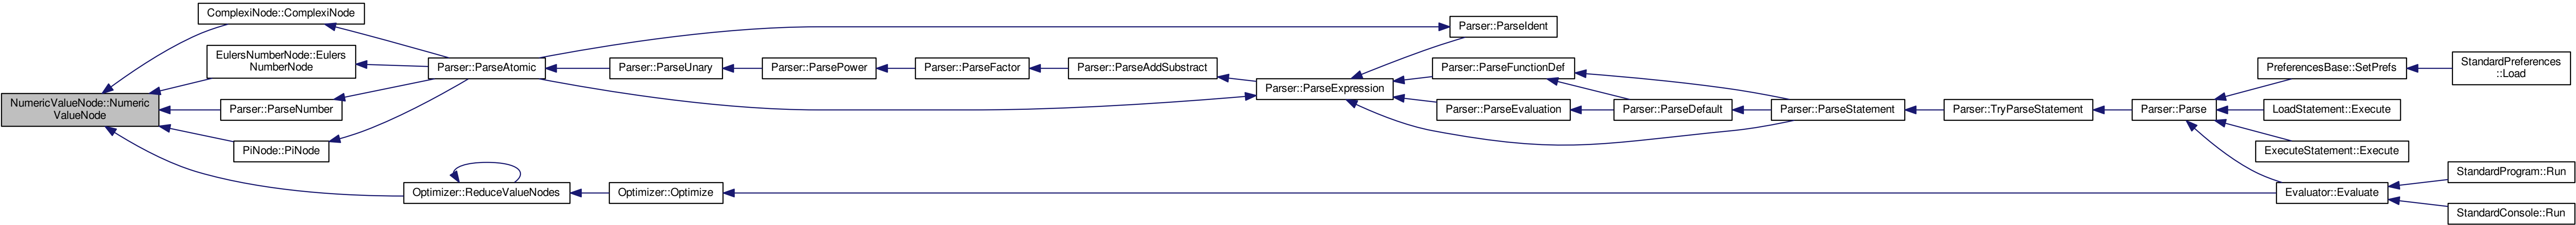 NumericValueNode::Numeric
ValueNode
ComplexiNode::ComplexiNode
EulersNumberNode::Eulers
NumberNode
Parser::ParseNumber
PiNode::PiNode
Parser::ParseAtomic
Optimizer::ReduceValueNodes
Parser::ParseUnary
Optimizer::Optimize
Parser::ParsePower
Parser::ParseFactor
Parser::ParseAddSubstract
Parser::ParseExpression
Parser::ParseIdent
Parser::ParseFunctionDef
Parser::ParseEvaluation
Parser::ParseDefault
Parser::ParseStatement
Parser::TryParseStatement
Parser::Parse
PreferencesBase::SetPrefs
LoadStatement::Execute
ExecuteStatement::Execute
Evaluator::Evaluate
StandardPreferences
::Load
StandardProgram::Run
StandardConsole::Run